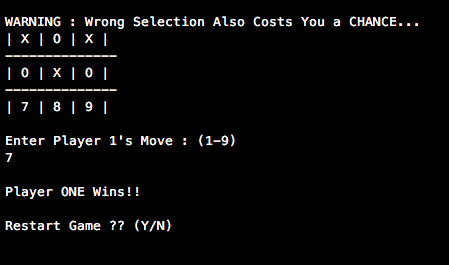 WARNING : Wrong Selection Also Costs You a CHANCE...
| X | O | X |
--------------
| O | X | O |
--------------
| 7 | 8 | 9 |
Enter Player 1's Move : (1-9)
7
Player ONE Wins!!
Restart Game ?? (Y/N)